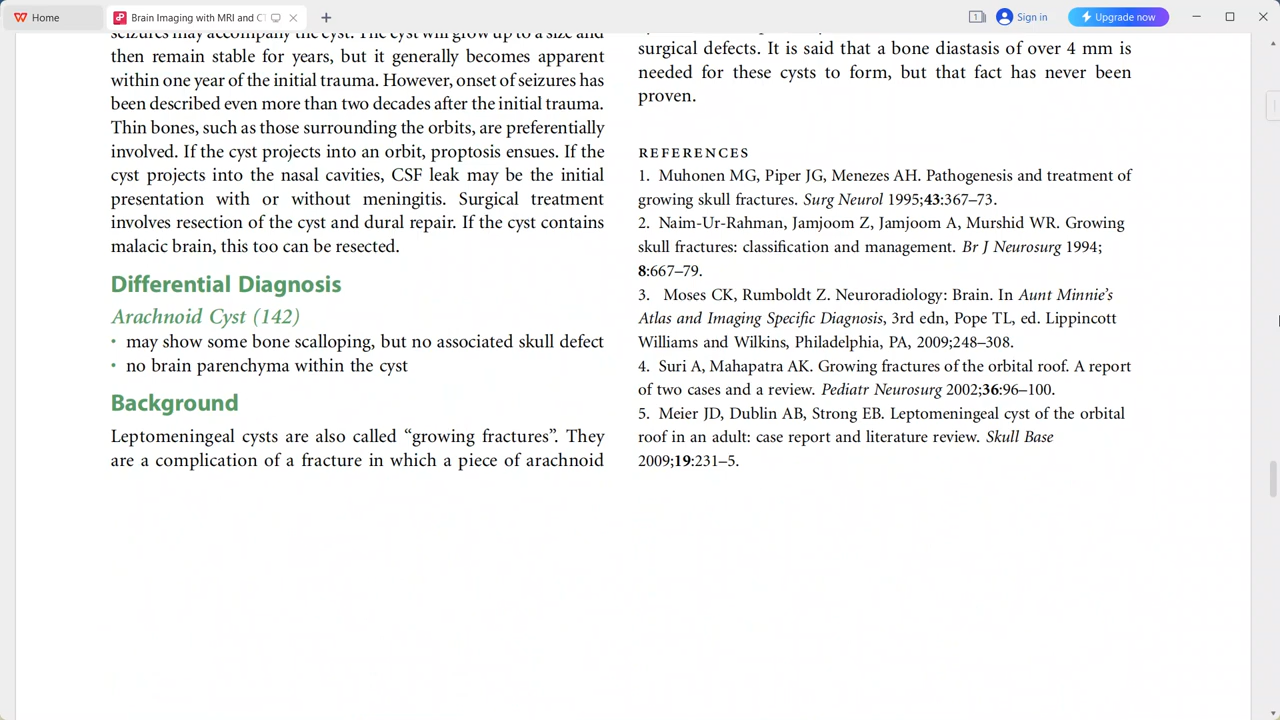 Home
Brain Imaging with MRI and C
1
Sign in
Upgrade now
seizures may accompany the cyst. The cyst will grow up to a size and
then remain stable for years, but it generally becomes apparent
within one year of the initial trauma. However, onset of seizures has
been described even more than two decades after the initial trauma.
Thin bones, such as those surrounding the orbits, are preferentially
involved. If the cyst projects into an orbit, proptosis ensues. If the
cyst projects into the nasal cavities, CSF leak may be the initial
presentation with or without meningitis. Surgical treatment
involves resection of the cyst and dural repair. If the cyst contains
malacic brain, this too can be resected.
Differential Diagnosis
Arachnoid Cyst (142)
• may show some bone scalloping, but no associated skull defect
• no brain parenchyma within the cyst
Background
Leptomeningeal cysts are also called “growing fractures”. They
are a complication of a fracture in which a piece of arachnoid
surgical defects. It is said that a bone diastasis of over 4 mm is
needed for these cysts to form, but that fact has never been
proven.
REFERENCES
1. Muhonen MG, Piper JG, Menezes AH. Pathogenesis and treatment of
growing skull fractures. Surg Neurol 1995;43:367–73.
2. Naim-Ur-Rahman, Jamjoom Z, Jamjoom A, Murshid WR. Growing
skull fractures: classification and management. Br J Neurosurg 1994;
8:667–79.
3. Moses CK, Rumboldt Z. Neuroradiology: Brain. In Aunt Minnie’s
Atlas and Imaging Specific Diagnosis, 3rd edn, Pope TL, ed. Lippincott
Williams and Wilkins, Philadelphia, PA, 2009;248–308.
4. Suri A, Mahapatra AK. Growing fractures of the orbital roof. A report
of two cases and a review. Pediatr Neurosurg 2002;36:96–100.
5. Meier JD, Dublin AB, Strong EB. Leptomeningeal cyst of the orbital
roof in an adult: case report and literature review. Skull Base
2009;19:231–5.